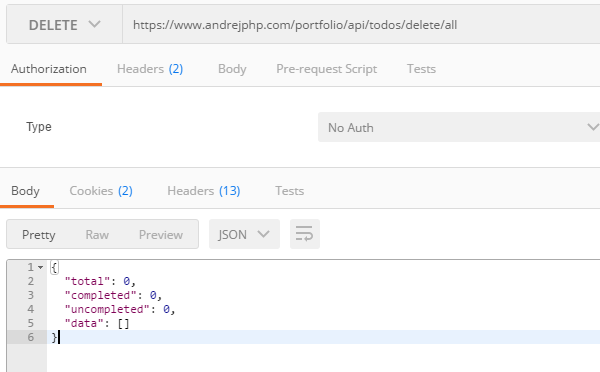 DELETE https://www.andrejphp.com/portfolio/api/todos/delete/all
Authorization Headers (2) Body Pre-request Script Tests
Type No Auth
Body Cookies (2) Headers (13) Tests
Pretty Raw Preview JSON
1 {
2 "total": 0,
3 "completed": 0,
4 "uncompleted": 0,
5 "data": []
6 }